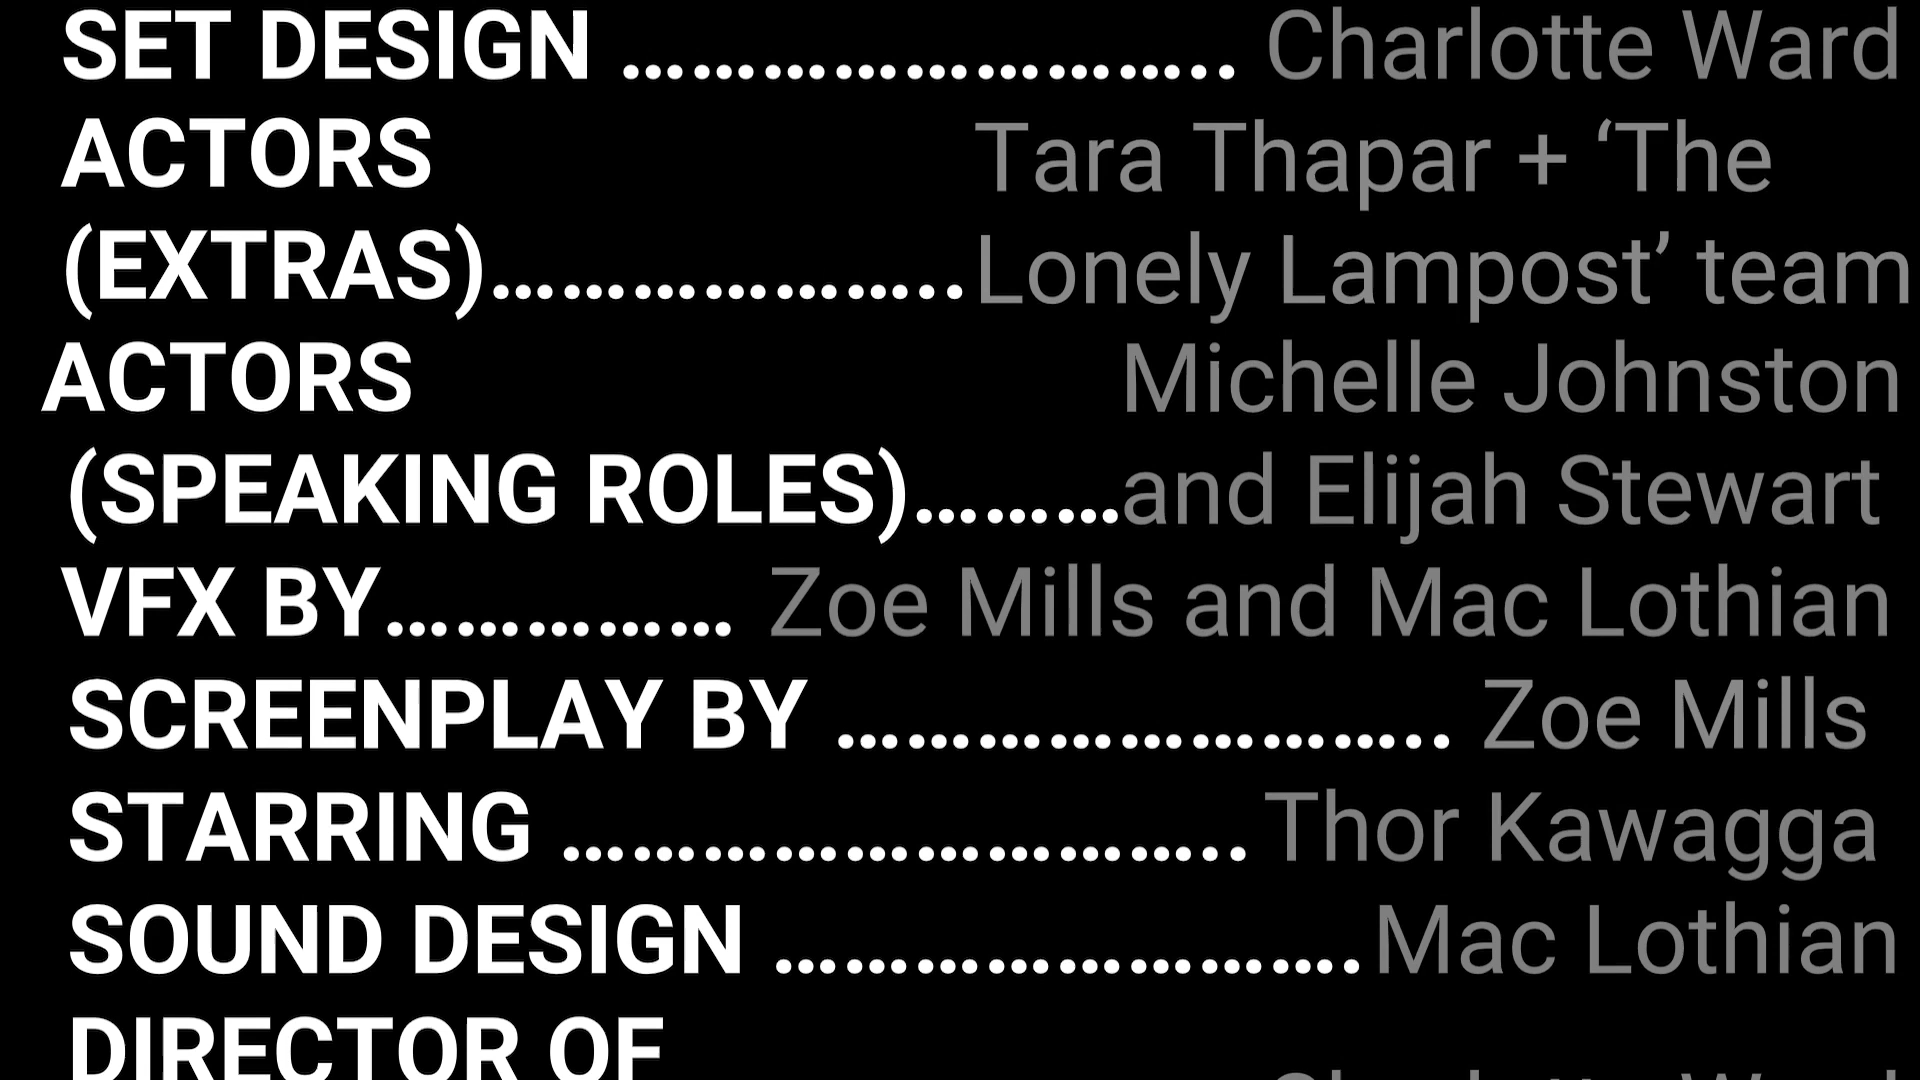 SET DESIGN ……………………….. Charlotte Ward
ACTORS Tara Thapar + ‘The
(EXTRAS)………………….. Lonely Lampost’ team
ACTORS Michelle Johnston
(SPEAKING ROLES)……… and Elijah Stewart
VFX BY…………… Zoe Mills and Mac Lothian
SCREENPLAY BY ……………………….. Zoe Mills
STARRING ………………………….. Thor Kawagga
SOUND DESIGN ………………………. Mac Lothian
DIRECTOR OF